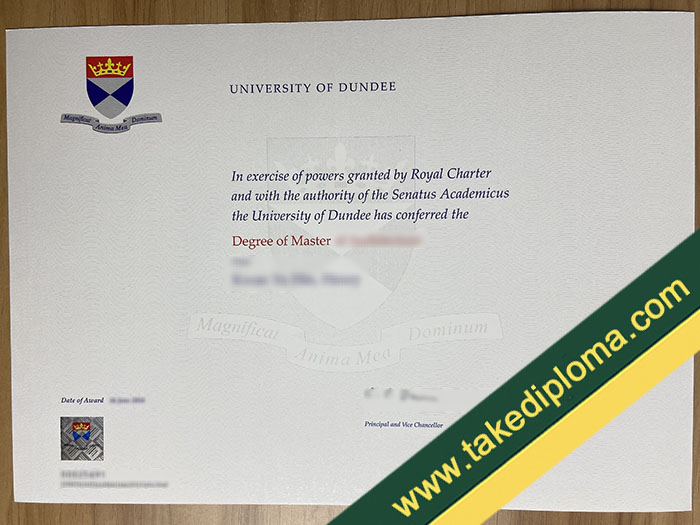 UNIVERSITY OF DUNDEE
Magnificat Anima Mea Dominum
In exercise of powers granted by Royal Charter
and with the authority of the Senatus Academicus
the University of Dundee has conferred the
Degree of Master
Magnificat Anima Mea Dominum
Date of Award
Principal and Vice Chancellor
www.takediploma.com